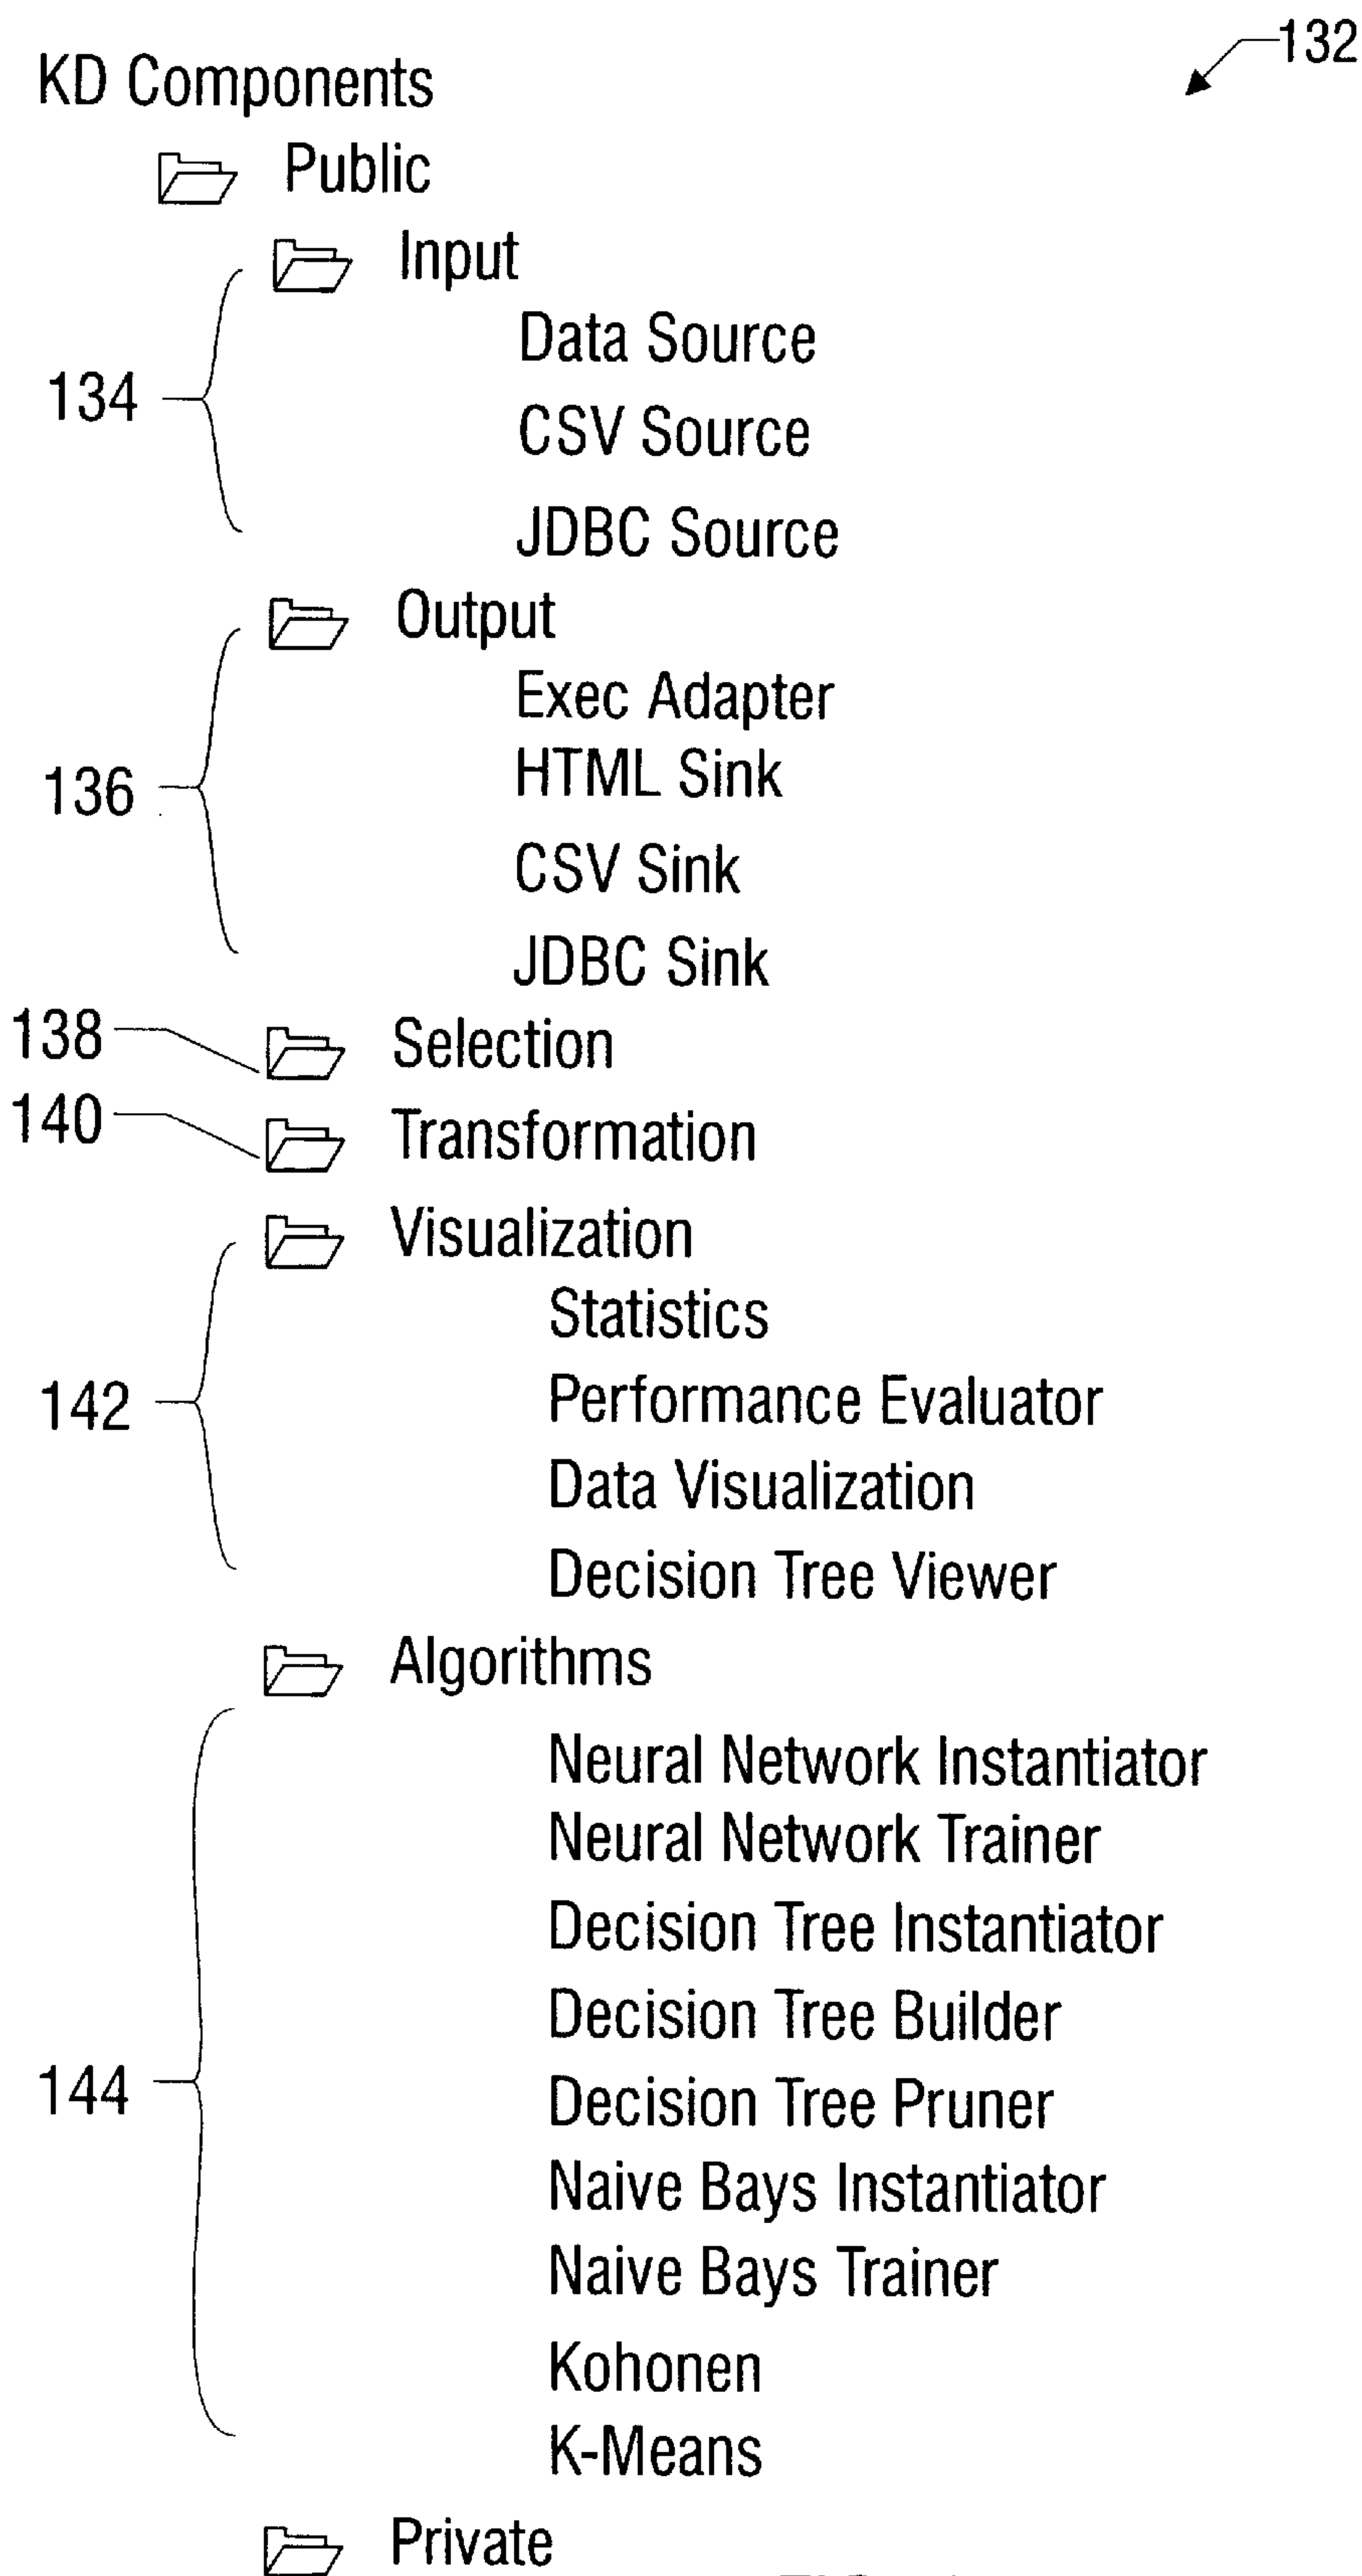 132
KD Components
Public
Input
Data Source
134
CSV Source
JDBC Source
Output
Exec Adapter
HTML Sink
136
CSV Sink
JDBC Sink
138
Selection
140
Transformation
Visualization
Statistics
142
Performance Evaluator
Data Visualization
Decision Tree Viewer
Algorithms
Neural Network Instantiator
Neural Network Trainer
Decision Tree Instantiator
Decision Tree Builder
144
Decision Tree Pruner
Naive Bays Instantiator
Naive Bays Trainer
Kohonen
K-Means
Private